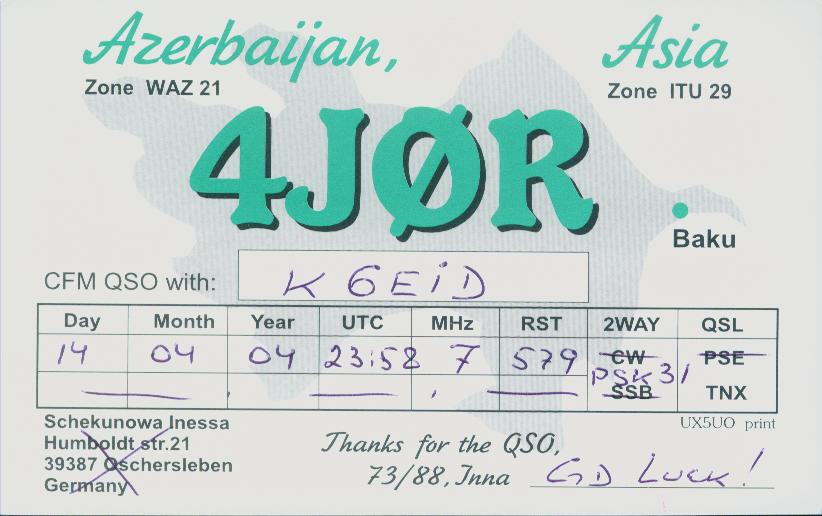 Azerbaijan, Asia
Zone WAZ 21 Zone ITU 29
4JØR
Baku
CFM QSO with: K6EiD
Day Month Year UTC MHz RST 2WAY QSL
14 04 04 23:58 7 579 CW PSE
PSK31
SSB TNX
UX5UO print
Schekunowa Inessa
Humboldt str.21
39387 Oschersleben
Germany
Thanks for the QSO,
73/88, Inna GD Luck!